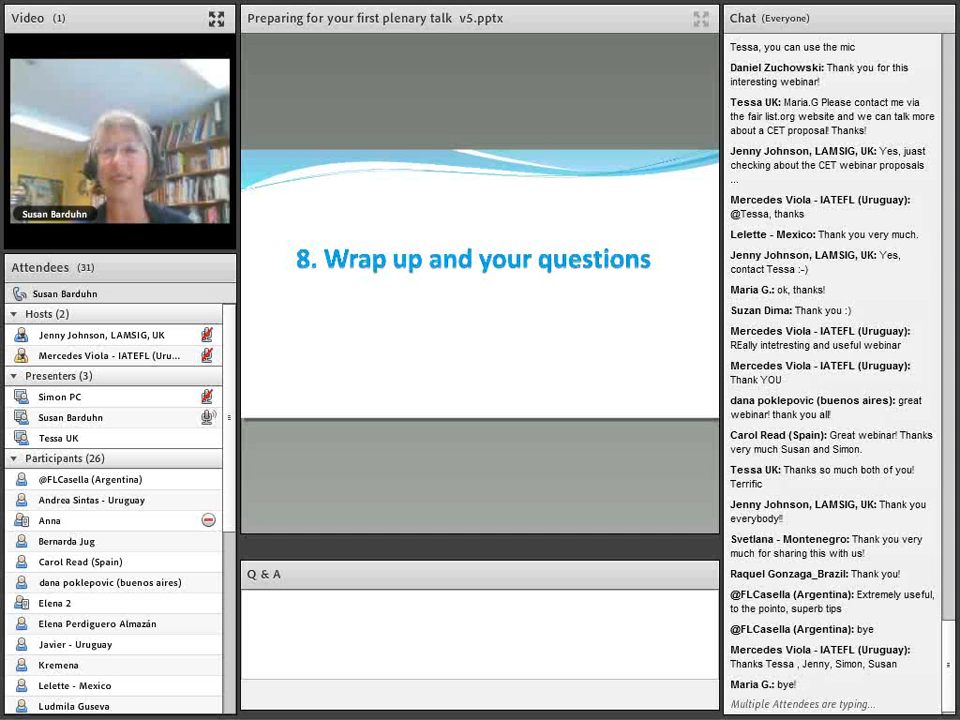 Video (1)
Susan Barduhn
Attendees (31)
Susan Barduhn
Hosts (2)
Jenny Johnson, LAMSIG, UK
Mercedes Viola - IATEFL (Uru...
Presenters (3)
Simon PC
Susan Barduhn
Tessa UK
Participants (26)
@FLCasella (Argentina)
Andrea Sintas - Uruguay
Anna
Bernarda Jug
Carol Read (Spain)
dana poklepovic (buenos aires)
Elena 2
Elena Perdiguero Almazán
Javier - Uruguay
Kremena
Lelette - Mexico
Ludmila Guseva
Preparing for your first plenary talk v5.pptx
8. Wrap up and your questions
Q & A
Chat (Everyone)
Tessa, you can use the mic
Daniel Zuchowski: Thank you for this
interesting webinar!
Tessa UK: Maria.G Please contact me via
the fair list.org website and we can talk more
about a CET proposal! Thanks!
Jenny Johnson, LAMSIG, UK: Yes, juast
checking about the CET webinar proposals
...
Mercedes Viola - IATEFL (Uruguay):
@Tessa, thanks
Lelette - Mexico: Thank you very much.
Jenny Johnson, LAMSIG, UK: Yes,
contact Tessa :-)
Maria G.: ok, thanks!
Suzan Dima: Thank you :)
Mercedes Viola - IATEFL (Uruguay):
REally intetresting and useful webinar
Mercedes Viola - IATEFL (Uruguay):
Thank YOU
dana poklepovic (buenos aires): great
webinar! thank you all!
Carol Read (Spain): Great webinar! Thanks
very much Susan and Simon.
Tessa UK: Thanks so much both of you!
Terrific
Jenny Johnson, LAMSIG, UK: Thank you
everybody!!
Svetlana - Montenegro: Thank you very
much for sharing this with us!
Raquel Gonzaga_Brazil: Thank you!
@FLCasella (Argentina): Extremely useful,
to the pointo, superb tips
@FLCasella (Argentina): bye
Mercedes Viola - IATEFL (Uruguay):
Thanks Tessa , Jenny, Simon, Susan
Maria G.: bye!
Multiple Attendees are typing...